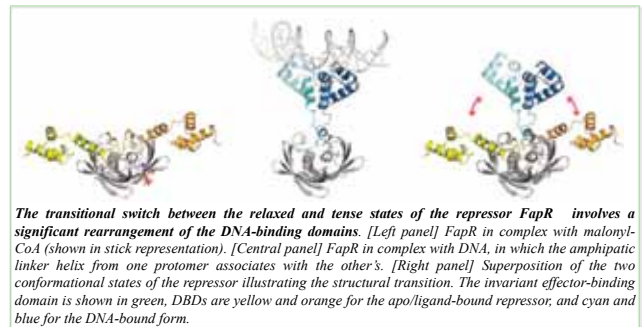 The transitional switch between the relaxed and tense states of the repressor FapR involves a
significant rearrangement of the DNA-binding domains. [Left panel] FapR in complex with malonyl-
CoA (shown in stick representation). [Central panel] FapR in complex with DNA, in which the amphipatic
linker helix from one protomer associates with the other's. [Right panel] Superposition of the two
conformational states of the repressor illustrating the structural transition. The invariant effector-binding
domain is shown in green, DBDs are yellow and orange for the apo/ligand-bound repressor, and cyan and
blue for the DNA-bound form.